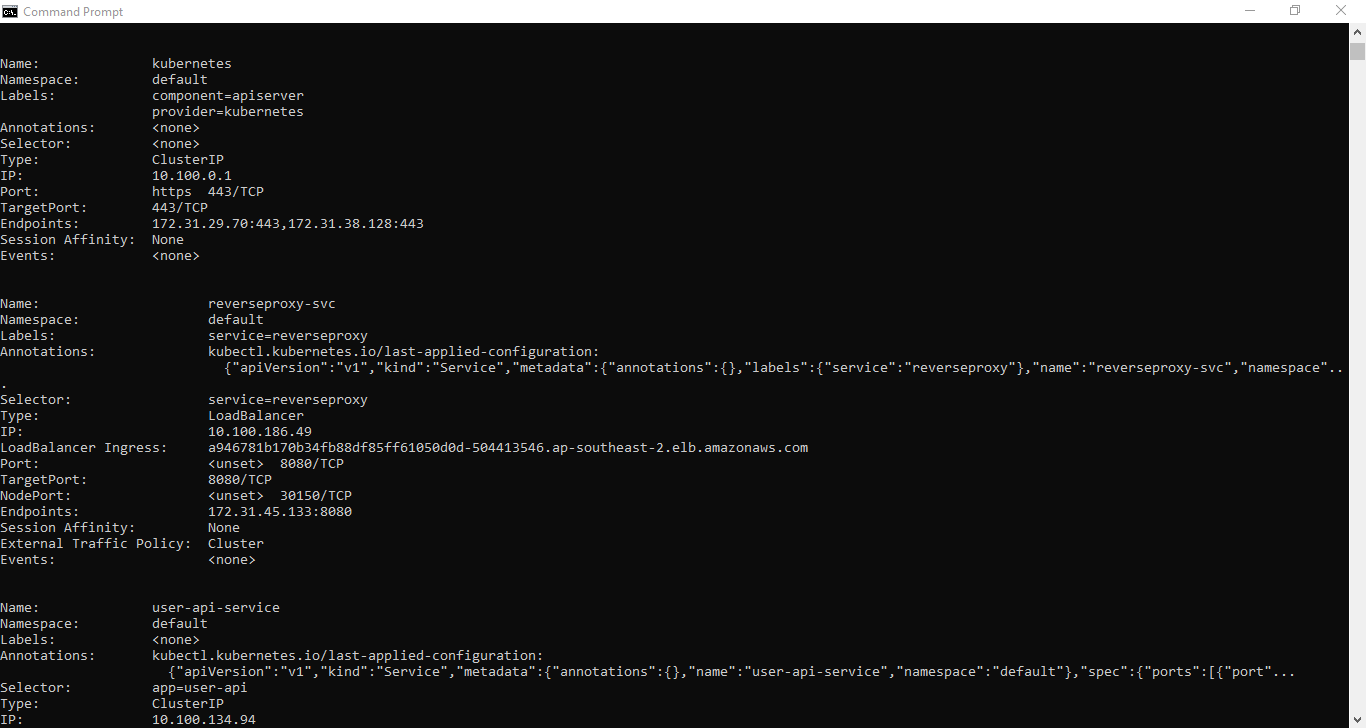 Command Prompt
Name:              kubernetes
Namespace:         default
Labels:            component=apiserver
                   provider=kubernetes
Annotations:       <none>
Selector:          <none>
Type:              ClusterIP
IP:                10.100.0.1
Port:              https  443/TCP
TargetPort:        443/TCP
Endpoints:         172.31.29.70:443,172.31.38.128:443
Session Affinity:  None
Events:            <none>
Name:                     reverseproxy-svc
Namespace:                default
Labels:                   service=reverseproxy
Annotations:              kubectl.kubernetes.io/last-applied-configuration:
                            {"apiVersion":"v1","kind":"Service","metadata":{"annotations":{},"labels":{"service":"reverseproxy"},"name":"reverseproxy-svc","namespace"..
.
Selector:                 service=reverseproxy
Type:                     LoadBalancer
IP:                       10.100.186.49
LoadBalancer Ingress:     a946781b170b34fb88df85ff61050d0d-504413546.ap-southeast-2.elb.amazonaws.com
Port:                     <unset>  8080/TCP
TargetPort:               8080/TCP
NodePort:                 <unset>  30150/TCP
Endpoints:                172.31.45.133:8080
Session Affinity:         None
External Traffic Policy:  Cluster
Events:                   <none>
Name:              user-api-service
Namespace:         default
Labels:            <none>
Annotations:       kubectl.kubernetes.io/last-applied-configuration:
                     {"apiVersion":"v1","kind":"Service","metadata":{"annotations":{},"name":"user-api-service","namespace":"default"},"spec":{"ports":[{"port"...
Selector:          app=user-api
Type:              ClusterIP
IP:                10.100.134.94